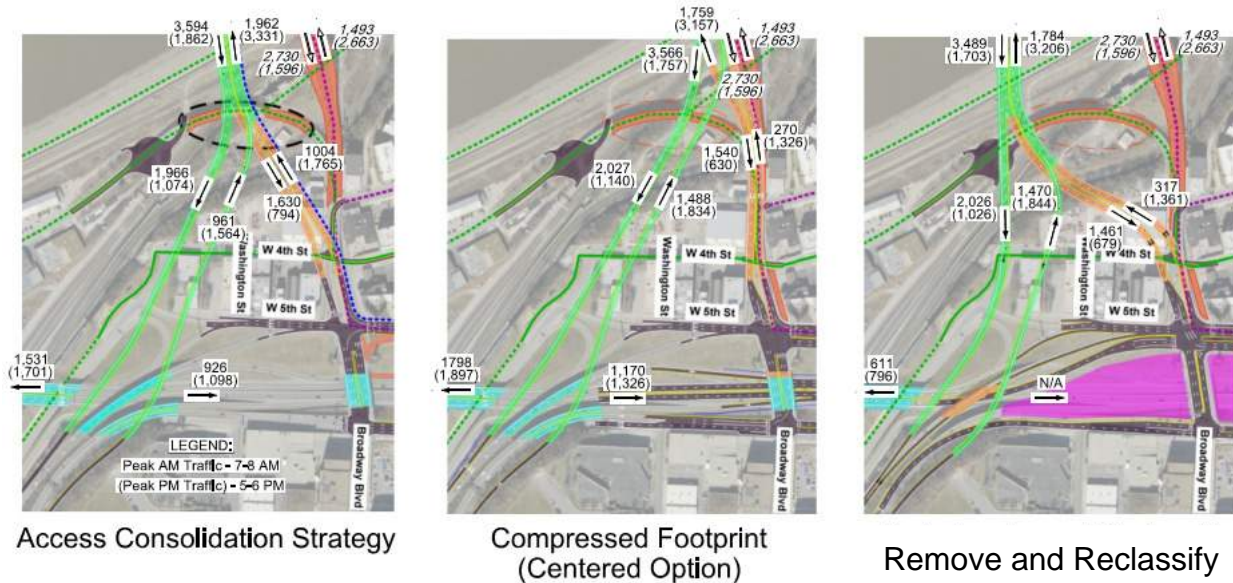 3,594
(1,862)
1,962
(3,331)
1,493
(2,663)
2,730
(1,596)
1004
(1,765)
1,966
(1,074)
1,630
(794)
961
(1,564)
Washington St
W 4th St
W 5th St
1,531
(1,701)
926
(1,098)
LEGEND:
Peak AM Traffic - 7-8 AM
(Peak PM Traffic) - 5-6 PM
Broadway Blvd
Access Consolidation Strategy
1,759
(3,157)
1,493
(2,663)
3,566
(1,757)
2,730
(1,596)
270
(1,326)
1,540
(630)
2,027
(1,140)
1,488
(1,834)
Washington St
W 4th St
W 5th St
1798
(1,897)
1,170
(1,326)
Broadway Blvd
Compressed Footprint
(Centered Option)
3,489
(1,703)
1,784
(3,206)
1,493
(2,663)
2,730
(1,596)
317
(1,361)
2,026
(1,026)
1,470
(1,844)
1,461
(679)
Washington St
W 4th St
W 5th St
611
(796)
N/A
Broadway Blvd
Remove and Reclassify